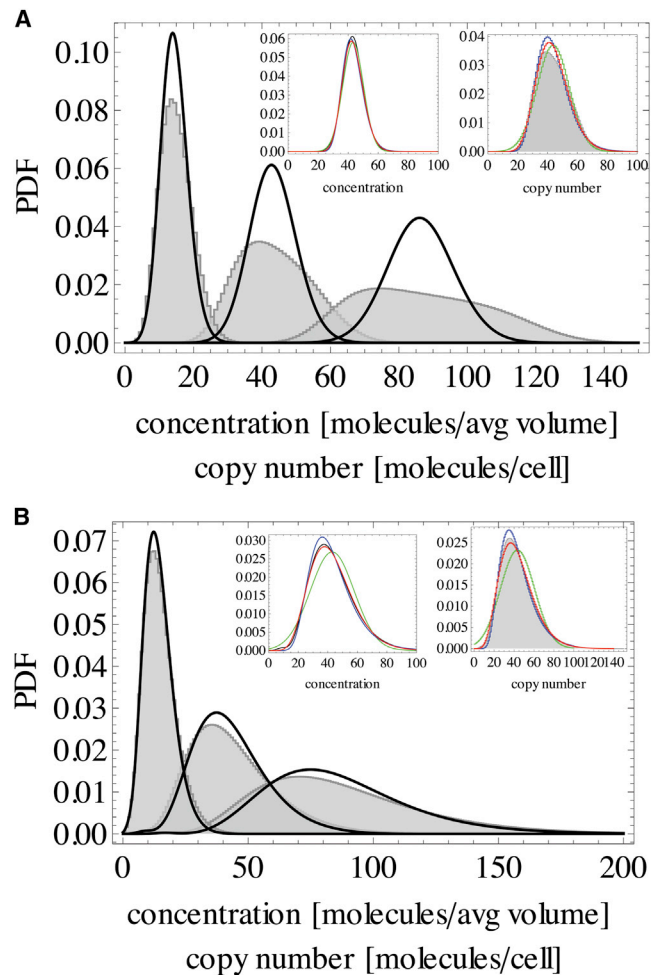 A
0.10
0.08
0.06
0.04
0.02
0.00
PDF
0 20 40 60 80 100 120 140
concentration [molecules/avg volume]
copy number [molecules/cell]
0.06
0.05
0.04
0.03
0.02
0.01
0.00
0 20 40 60 80 100
concentration
0.05
0.04
0.03
0.02
0.01
0.00
0 20 40 60 80 100
copy number
B
0.07
0.06
0.05
0.04
0.03
0.02
0.01
0.00
PDF
0 50 100 150 200
concentration [molecules/avg volume]
copy number [molecules/cell]
0.030
0.025
0.020
0.015
0.010
0.005
0.000
0 20 40 60 80 100
concentration
0.025
0.020
0.015
0.010
0.005
0.000
0 20 40 60 80 100 120 140
copy number